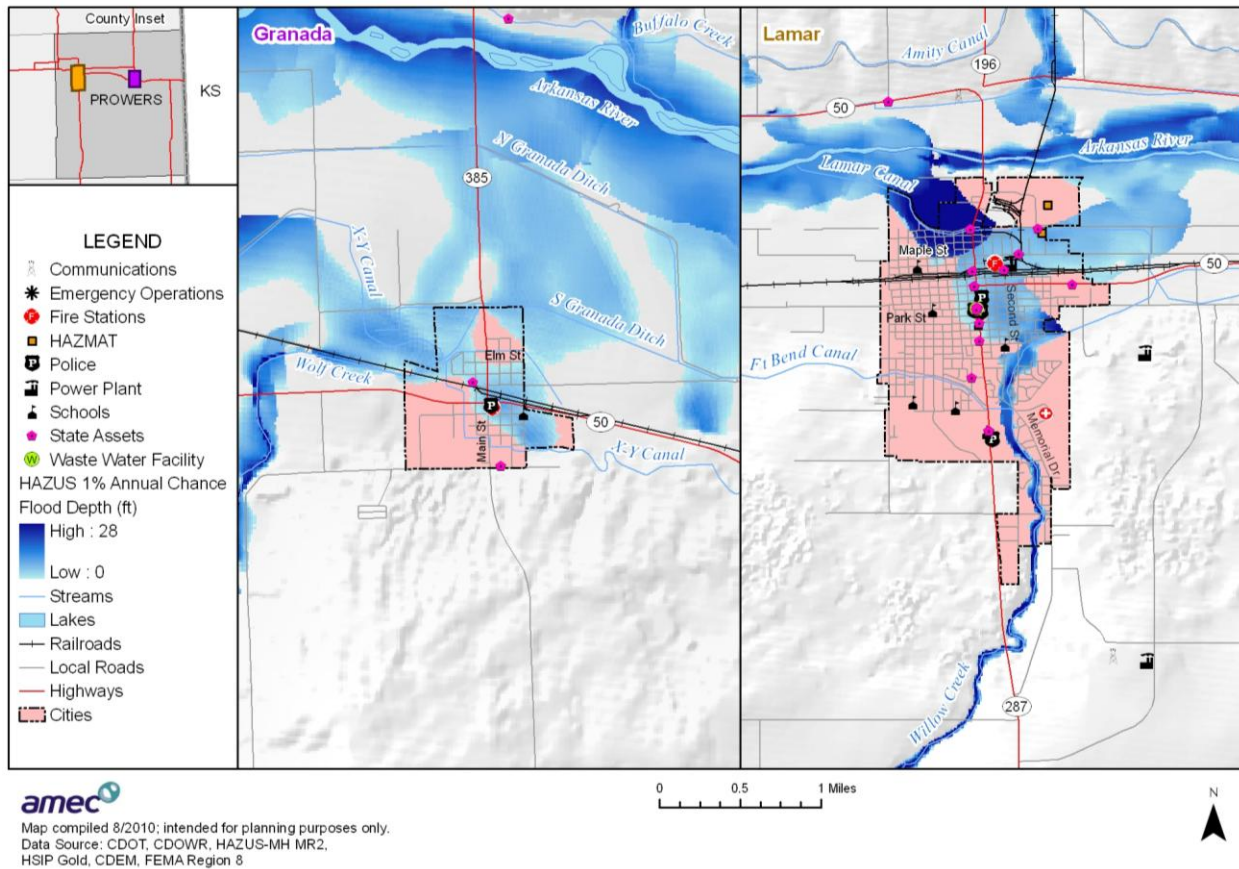 County Inset
PROWERS
KS
LEGEND
Communications
Emergency Operations
F Fire Stations
HAZMAT
P Police
Power Plant
Schools
State Assets
W Waste Water Facility
HAZUS 1% Annual Chance
Flood Depth (ft)
High : 28
Low : 0
Streams
Lakes
Railroads
Local Roads
Highways
Cities
Granada
Buffalo Creek
Arkansas River
N Granada Ditch
385
X-Y Canal
S Granada Ditch
Elm St
Wolf Creek
P
50
Main St
X-Y Canal
Lamar
Amity Canal
196
50
Arkansas River
Lamar Canal
Maple St
F
50
P
Second St
Park St
Ft Bend Canal
Memorial Dr
P
Willow Creek
287
amec
0 0.5 1 Miles
N
Map compiled 8/2010; intended for planning purposes only.
Data Source: CDOT, CDOWR, HAZUS-MH MR2,
HSIP Gold, CDEM, FEMA Region 8